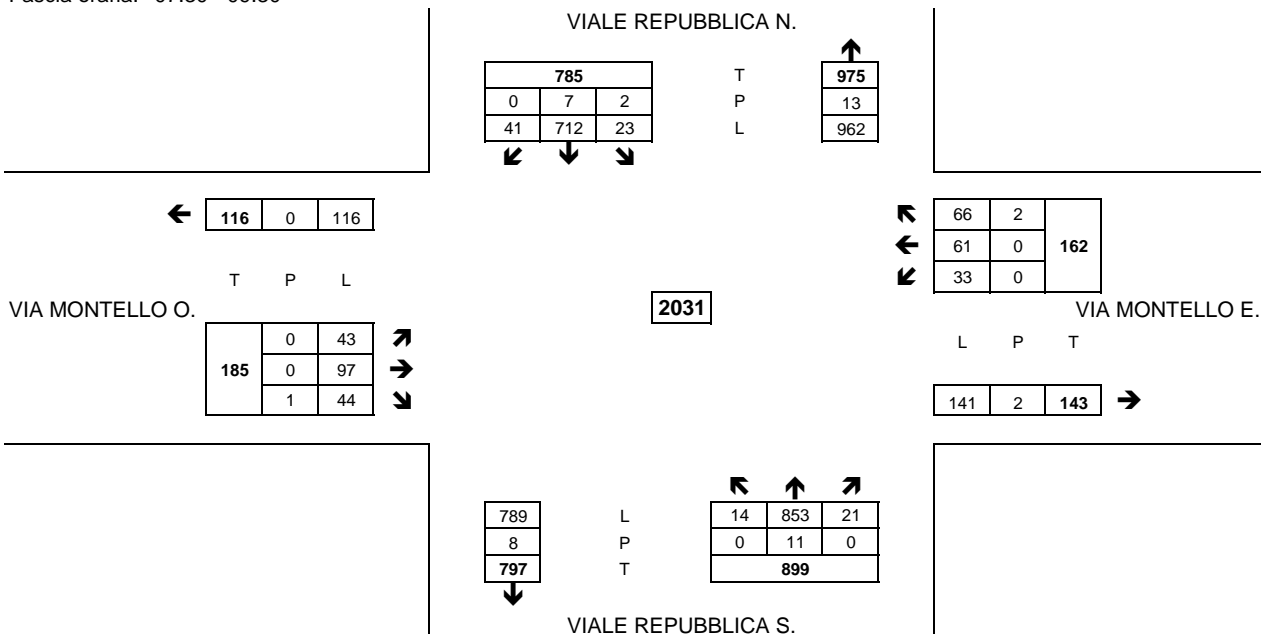 VIALE REPUBBLICA N.
785 T 975
0 7 2 P 13
41 712 23 L 962
116 0 116
66 2
61 0 162
33 0
T P L
VIA MONTELLO O.
2031
VIA MONTELLO E.
0 43
185 0 97
1 44
L P T
141 2 143
789 L 14 853 21
8 P 0 11 0
797 T 899
VIALE REPUBBLICA S.